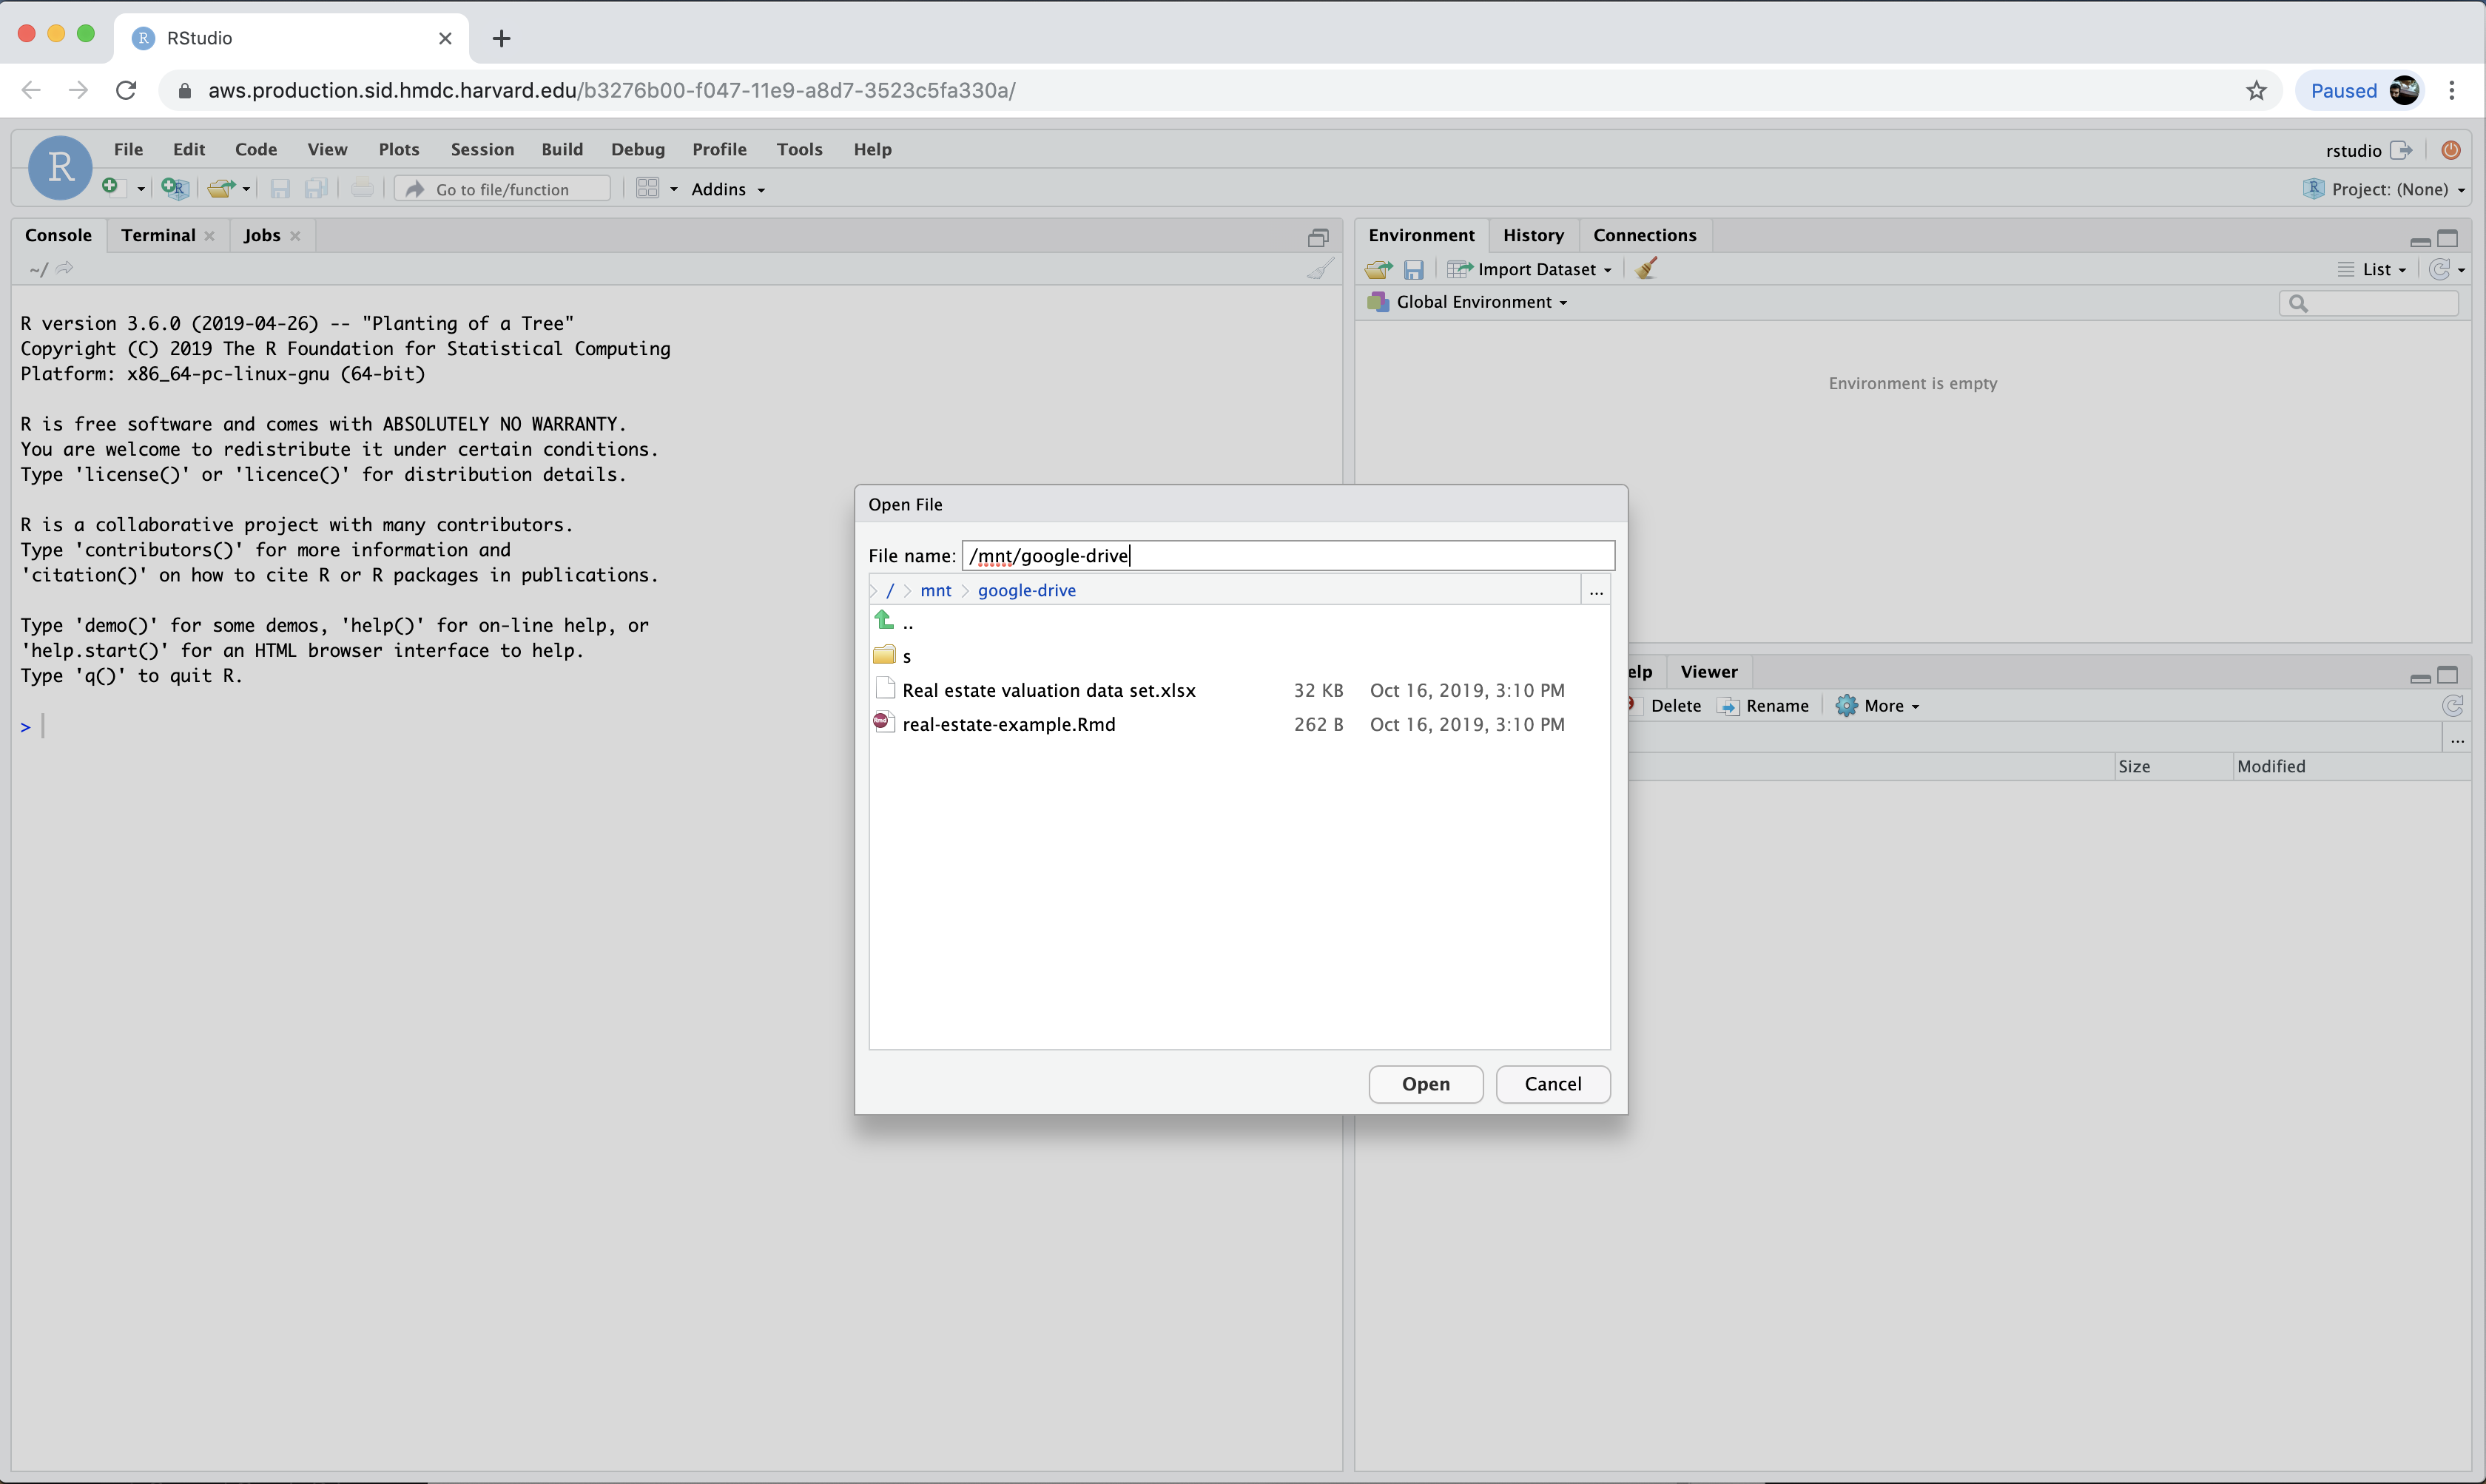 RStudio
aws.production.sid.hmdc.harvard.edu/b3276b00-f047-11e9-a8d7-3523c5fa330a/
Paused
R
File Edit Code View Plots Session Build Debug Profile Tools Help
rstudio
Go to file/function
Addins
Project: (None)
Console Terminal Jobs
~/
R version 3.6.0 (2019-04-26) -- "Planting of a Tree"
Copyright (C) 2019 The R Foundation for Statistical Computing
Platform: x86_64-pc-linux-gnu (64-bit)
R is free software and comes with ABSOLUTELY NO WARRANTY.
You are welcome to redistribute it under certain conditions.
Type 'license()' or 'licence()' for distribution details.
R is a collaborative project with many contributors.
Type 'contributors()' for more information and
'citation()' on how to cite R or R packages in publications.
Type 'demo()' for some demos, 'help()' for on-line help, or
'help.start()' for an HTML browser interface to help.
Type 'q()' to quit R.
>
Environment History Connections
Import Dataset
List
Global Environment
Environment is empty
Open File
File name: /mnt/google-drive
/ mnt google-drive
...
..
s
Real estate valuation data set.xlsx 32 KB Oct 16, 2019, 3:10 PM
real-estate-example.Rmd 262 B Oct 16, 2019, 3:10 PM
Open Cancel
elp Viewer
Delete Rename More
...
Size Modified